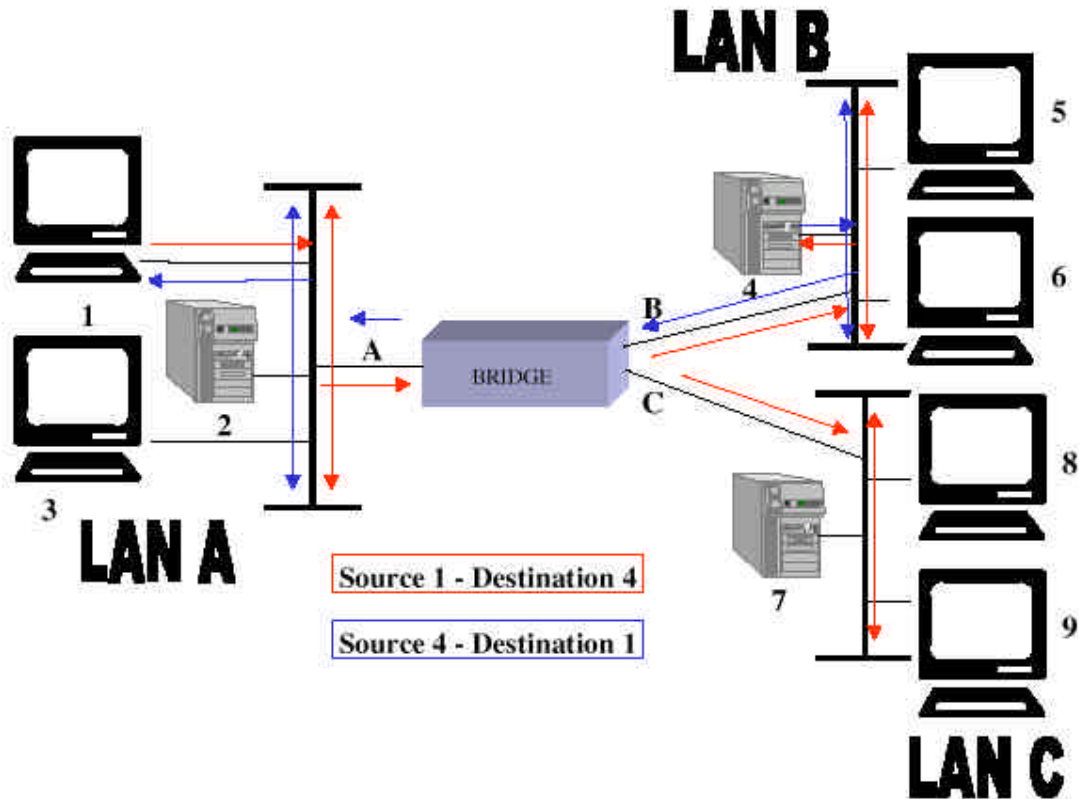 LAN B
5
6
4
B
1
A
BRIDGE
C
2
3
LAN A
8
7
9
Source 1 - Destination 4
Source 4 - Destination 1
LAN C